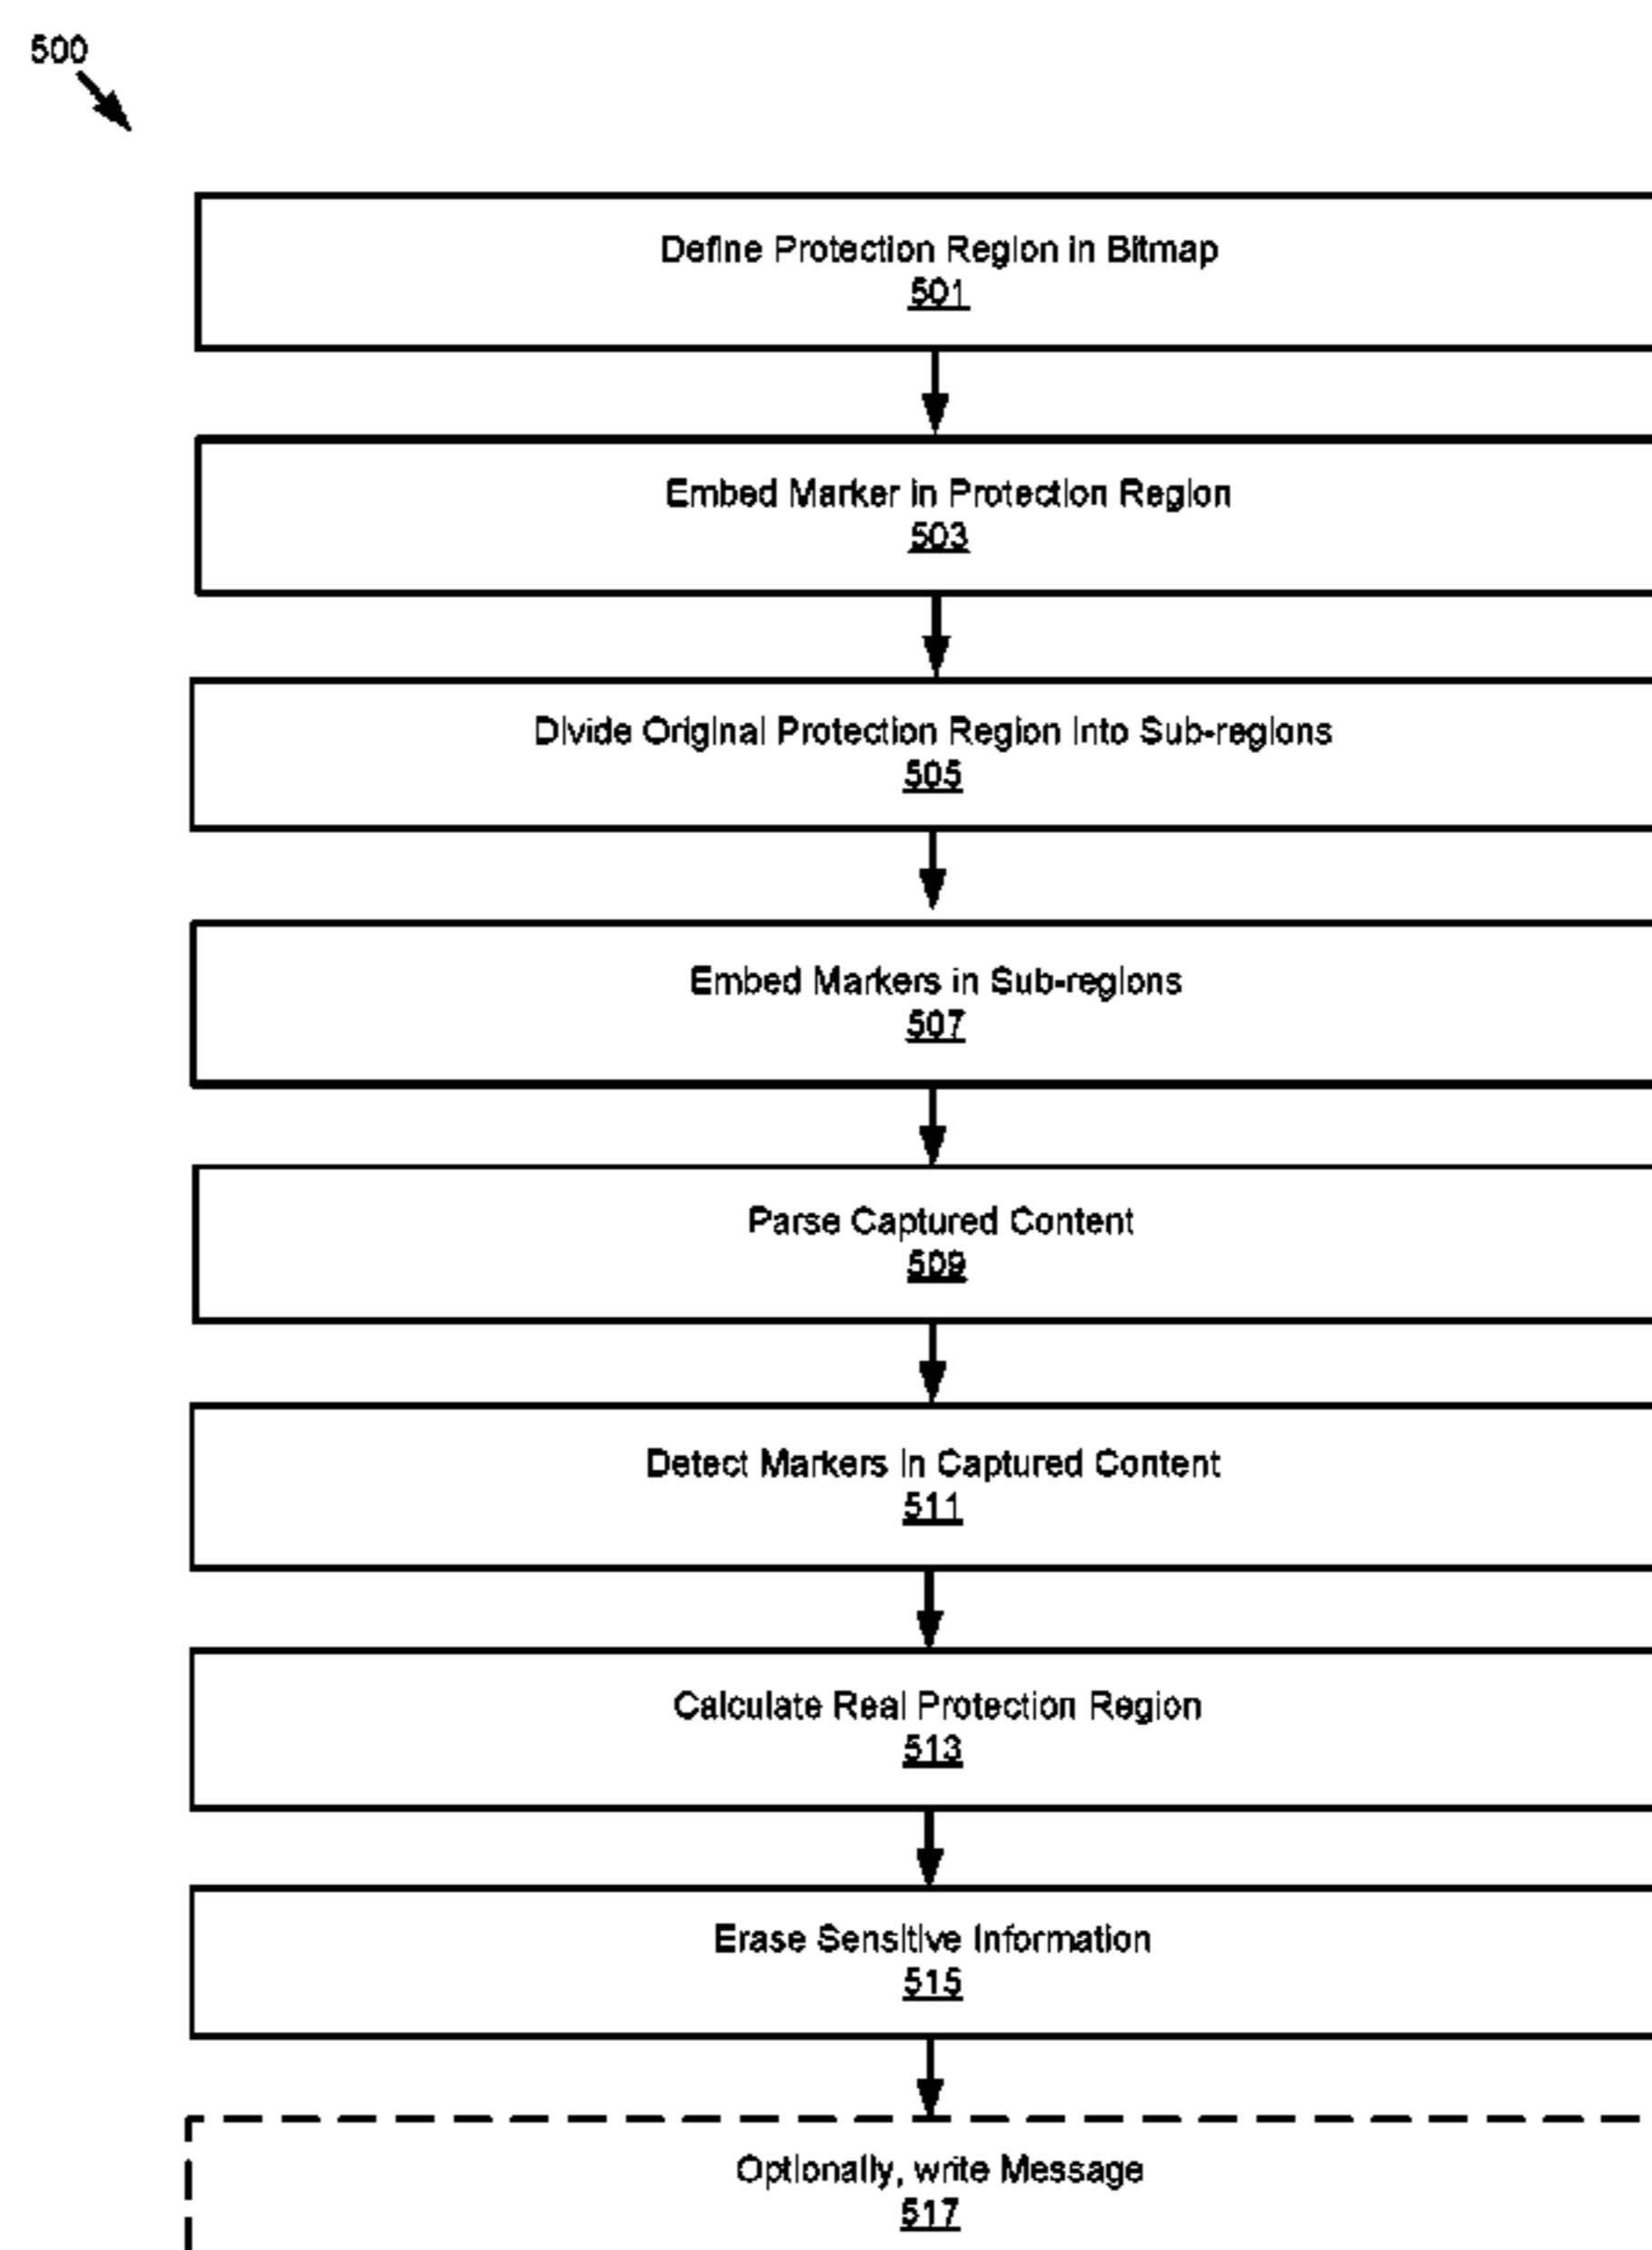 500
Define Protection Region in Bitmap
501
Embed Marker in Protection Region
503
Divide Original Protection Region into Sub-regions
505
Embed Markers in Sub-regions
507
Parse Captured Content
509
Detect Markers in Captured Content
511
Calculate Real Protection Region
513
Erase Sensitive Information
515
Optionally, write Message
517